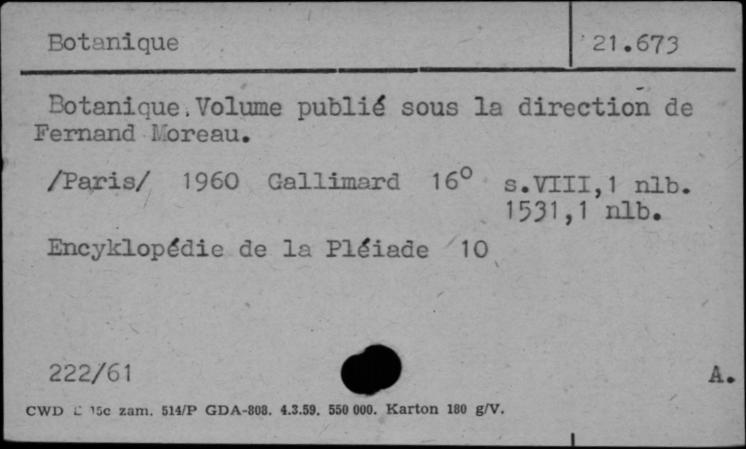 Botanique 21.673
Botanique. Volume publié sous la direction de
Fernand Moreau.
/Paris/ 1960 Gallimard 16° s.VIII,1 nlb.
1531,1 nlb.
Encyklopédie de la Pléiade 10
222/61 A.
CWD zam. 514/P GDA-808. 4.3.59. 550 000. Karton 180 g/V.